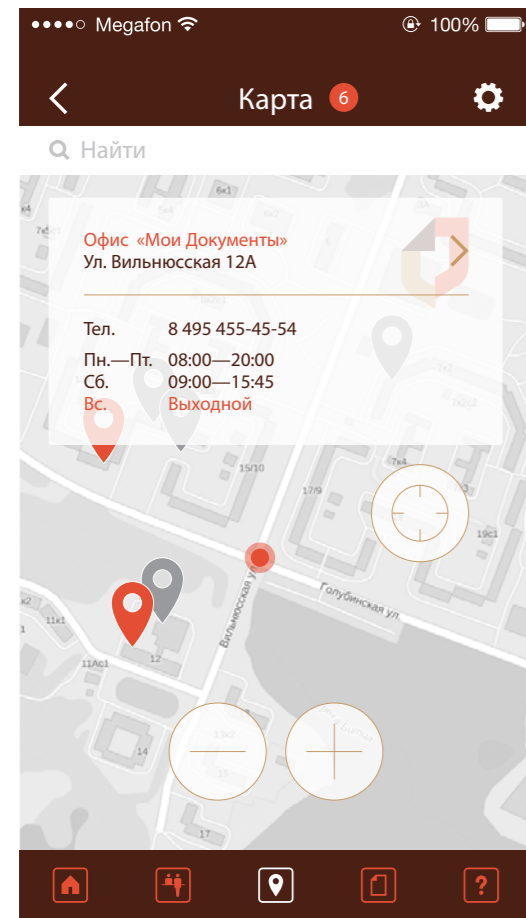 Megafon 100%
Карта 6
Найти
6к1
Офис «Мои Документы»
Ул. Вильнюсская 12А
Тел. 8 495 455-45-54
Пн.—Пт. 08:00—20:00
Сб. 09:00—15:45
Вс. Выходной
15/10
7к4
17/9
19с1
Голубинская ул.
Вильнюсская ул.
11к1
11Ас1
12
14
13к2
15
17
?